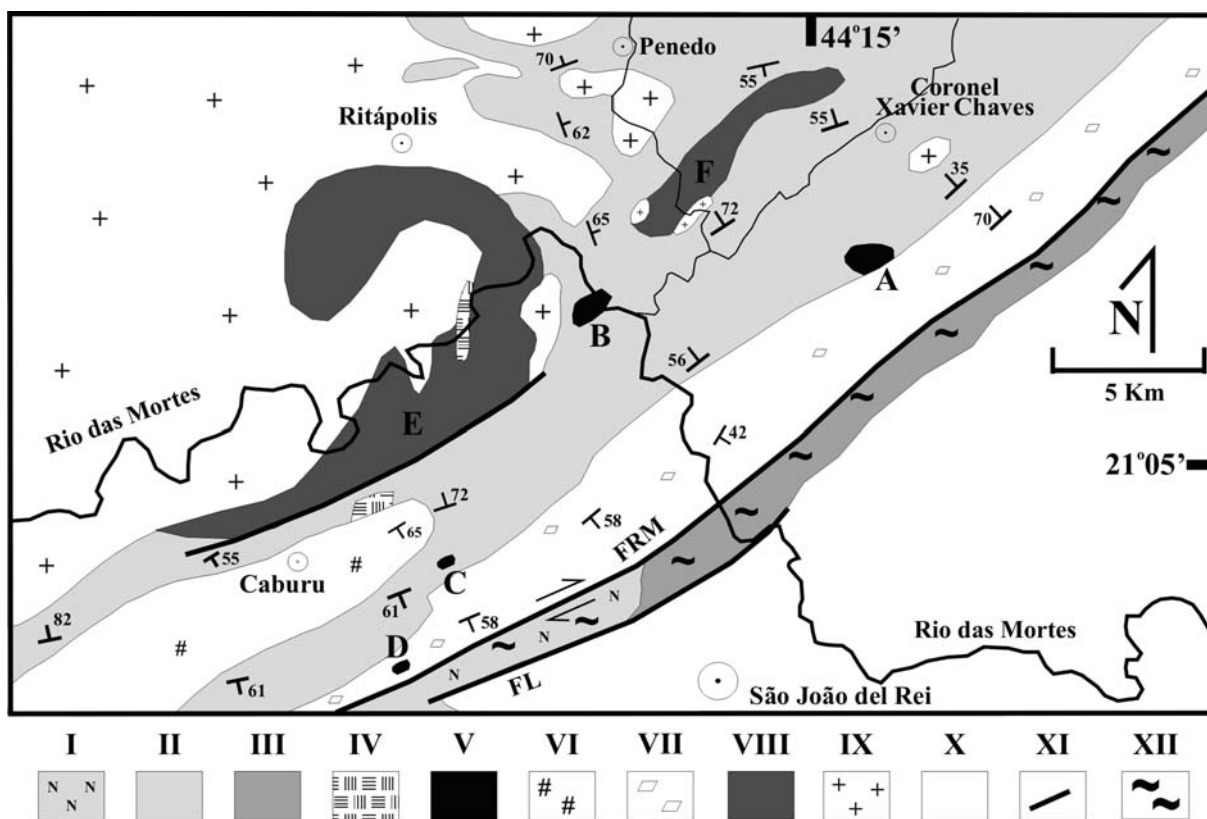 44°15'
70
Penedo
55
Coronel
Xavier Chaves
Ritápolis
62
55
F
35
65
72
70
A
N
B
5 Km
56
Rio das Mortes
E
42
21°05'
72
65
58
FRM
55
Caburu
#
C
61
N
82
58
N
Rio das Mortes
#
D
N
61
FL
São João del Rei
I II III IV V VI VII VIII IX X XI XII
N N
N
#
#